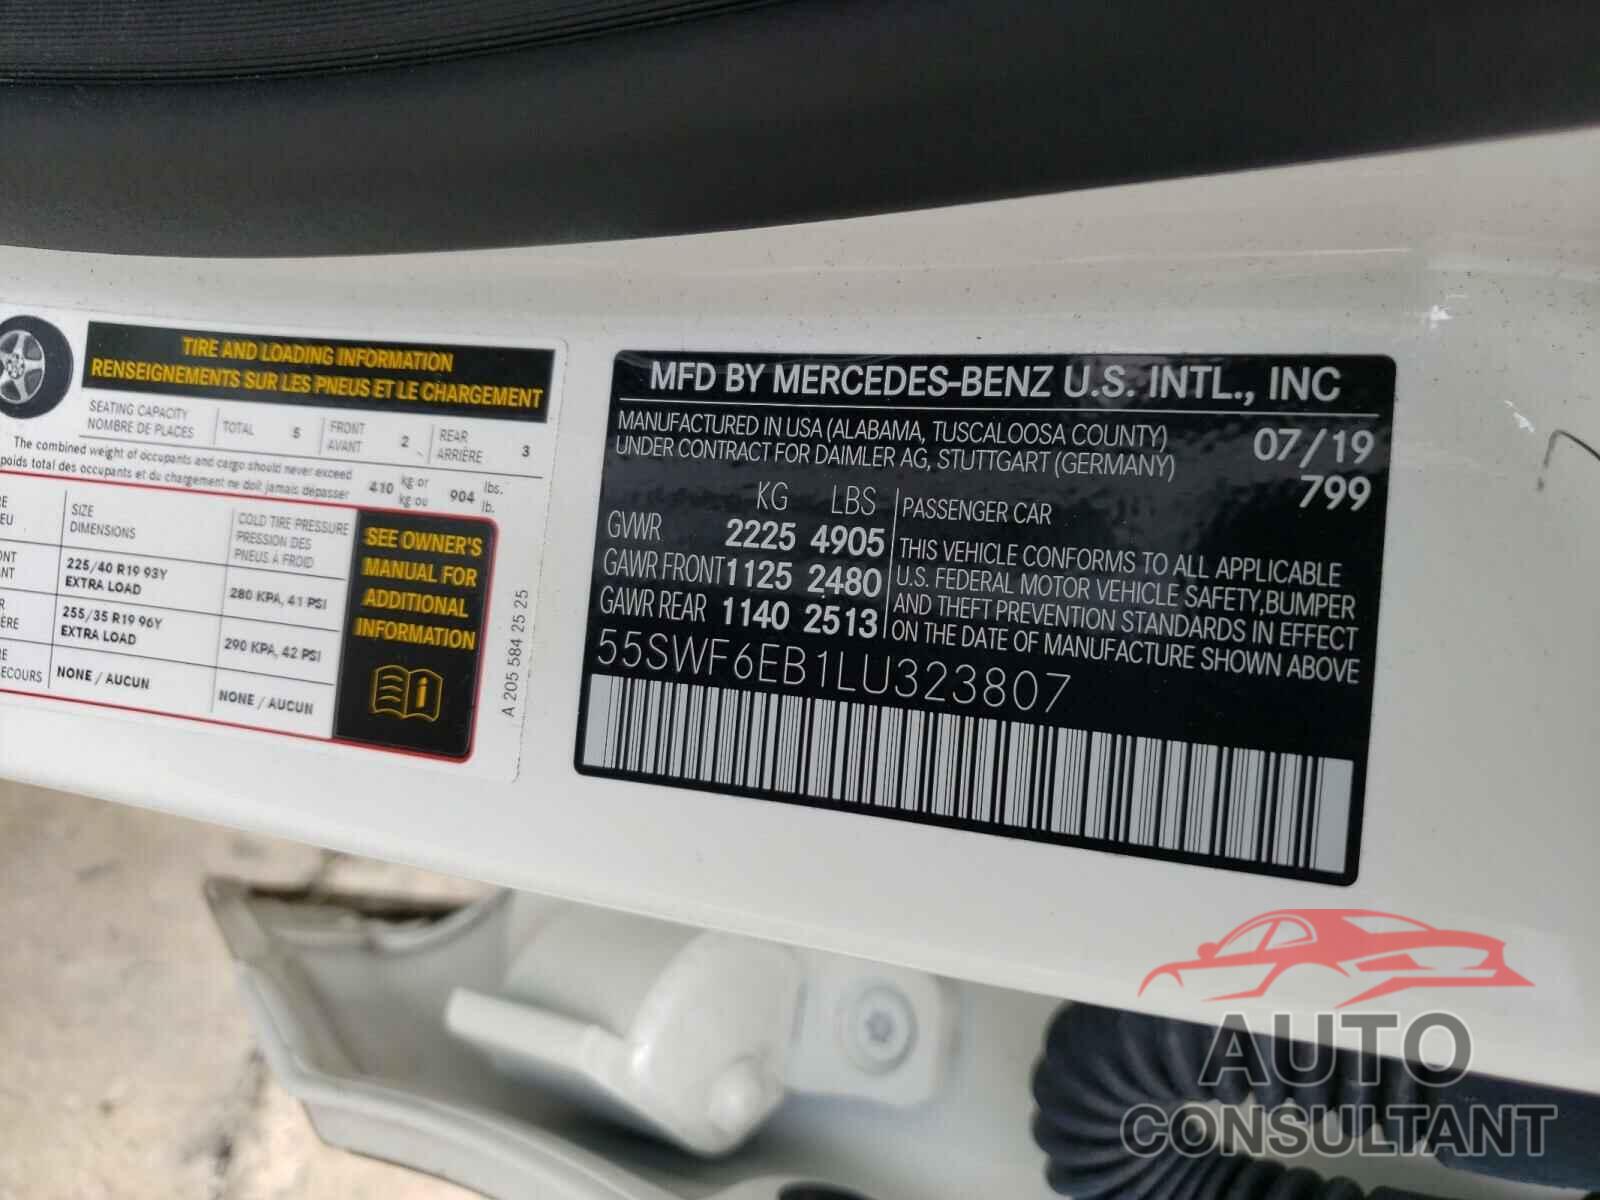 TIRE AND LOADING INFORMATION
RENSEIGNEMENTS SUR LES PNEUS ET LE CHARGEMENT
SEATING CAPACITY
NOMBRE DE PLACES
TOTAL 5
FRONT
AVANT 2
REAR
ARRIÈRE 3
The combined weight of occupants and cargo should never exceed
poids total des occupants et du chargement ne doit jamais dépasser
410 kg or
kg ou
904 lbs.
lb.
SIZE
DIMENSIONS
COLD TIRE PRESSURE
PRESSION DES
PNEUS À FROID
225/40 R19 93Y
EXTRA LOAD
280 KPA, 41 PSI
255/35 R19 96Y
EXTRA LOAD
290 KPA, 42 PSI
NONE / AUCUN
NONE / AUCUN
SEE OWNER'S
MANUAL FOR
ADDITIONAL
INFORMATION
A 205 584 25 25
MFD BY MERCEDES-BENZ U.S. INTL., INC
MANUFACTURED IN USA (ALABAMA, TUSCALOOSA COUNTY)
UNDER CONTRACT FOR DAIMLER AG, STUTTGART (GERMANY)
07/19
799
KG LBS
GVWR 2225 4905
GAWR FRONT 1125 2480
GAWR REAR 1140 2513
PASSENGER CAR
THIS VEHICLE CONFORMS TO ALL APPLICABLE
U.S. FEDERAL MOTOR VEHICLE SAFETY, BUMPER
AND THEFT PREVENTION STANDARDS IN EFFECT
ON THE DATE OF MANUFACTURE SHOWN ABOVE
55SWF6EB1LU323807
AUTO
CONSULTANT